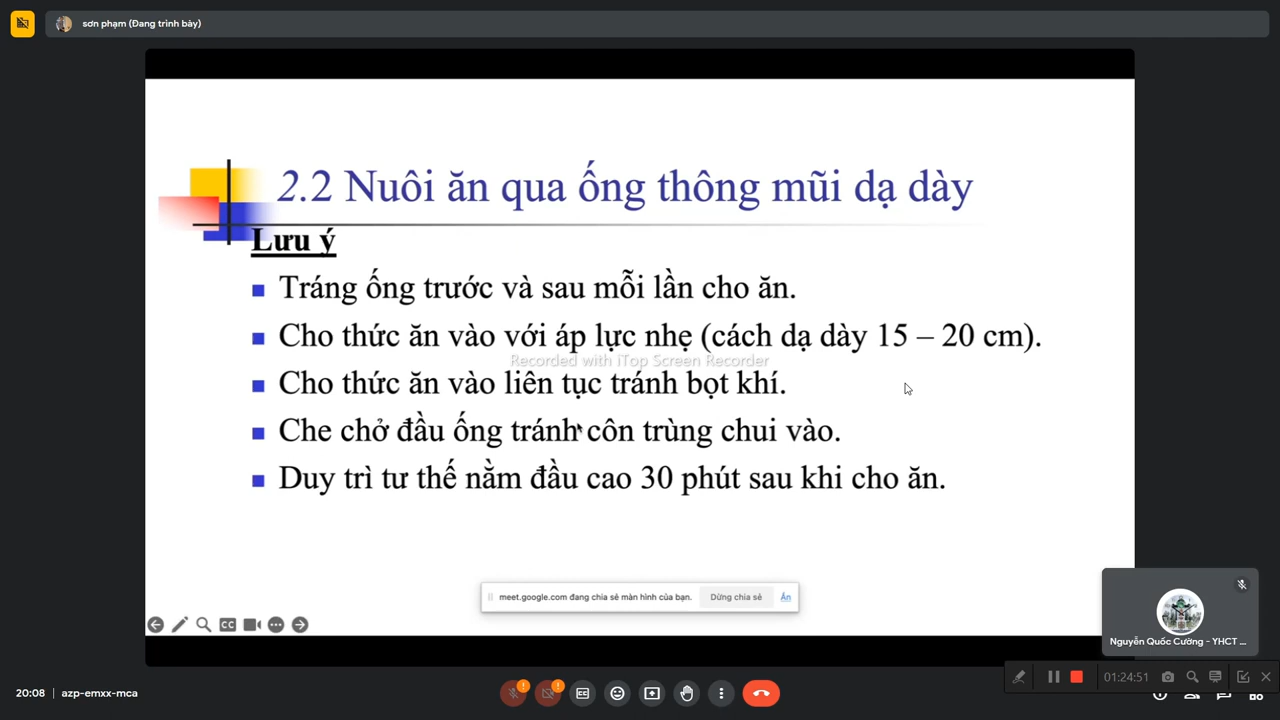 sơn phạm (Đang trình bày)
2.2 Nuôi ăn qua ống thông mũi dạ dày
Lưu ý
Tráng ống trước và sau mỗi lần cho ăn.
Cho thức ăn vào với áp lực nhẹ (cách dạ dày 15 – 20 cm).
Recorded with iTop Screen Recorder
Cho thức ăn vào liên tục tránh bọt khí.
Che chở đầu ống tránh côn trùng chui vào.
Duy trì tư thế nằm đầu cao 30 phút sau khi cho ăn.
meet.google.com đang chia sẻ màn hình của bạn. Dừng chia sẻ Ẩn
CC
Nguyễn Quốc Cường - YHCT ...
01:24:51
20:08 | azp-emxx-mca